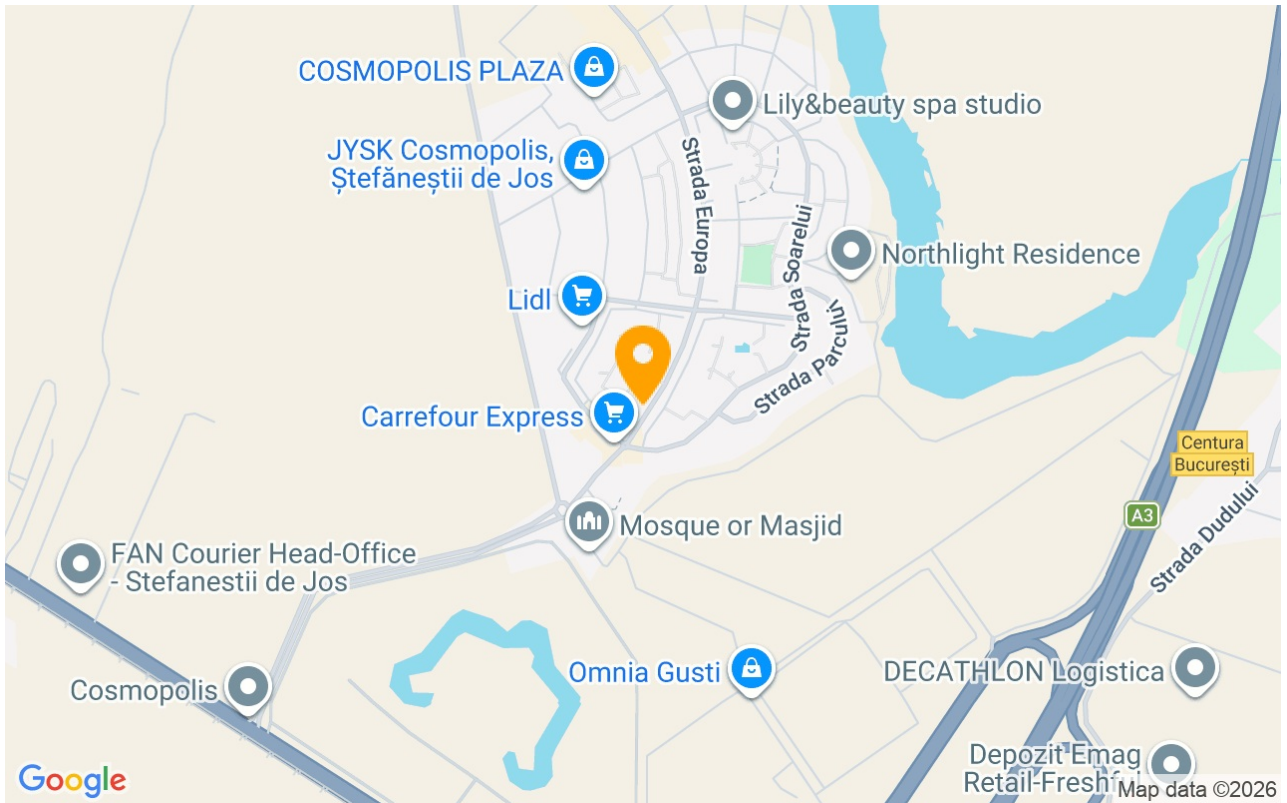 COSMOPOLIS PLAZA
Lily&beauty spa studio
JYSK Cosmopolis,
Ștefăneștii de Jos
Strada Europa
Strada Soarelui
Northlight Residence
Lidl
Strada Parcului
Carrefour Express
Centura
București
A3
Strada Dudului
Mosque or Masjid
FAN Courier Head-Office
- Stefanestii de Jos
Omnia Gusti
DECATHLON Logistica
Cosmopolis
Depozit Emag
Retail-Freshful
Google
Map data ©2026